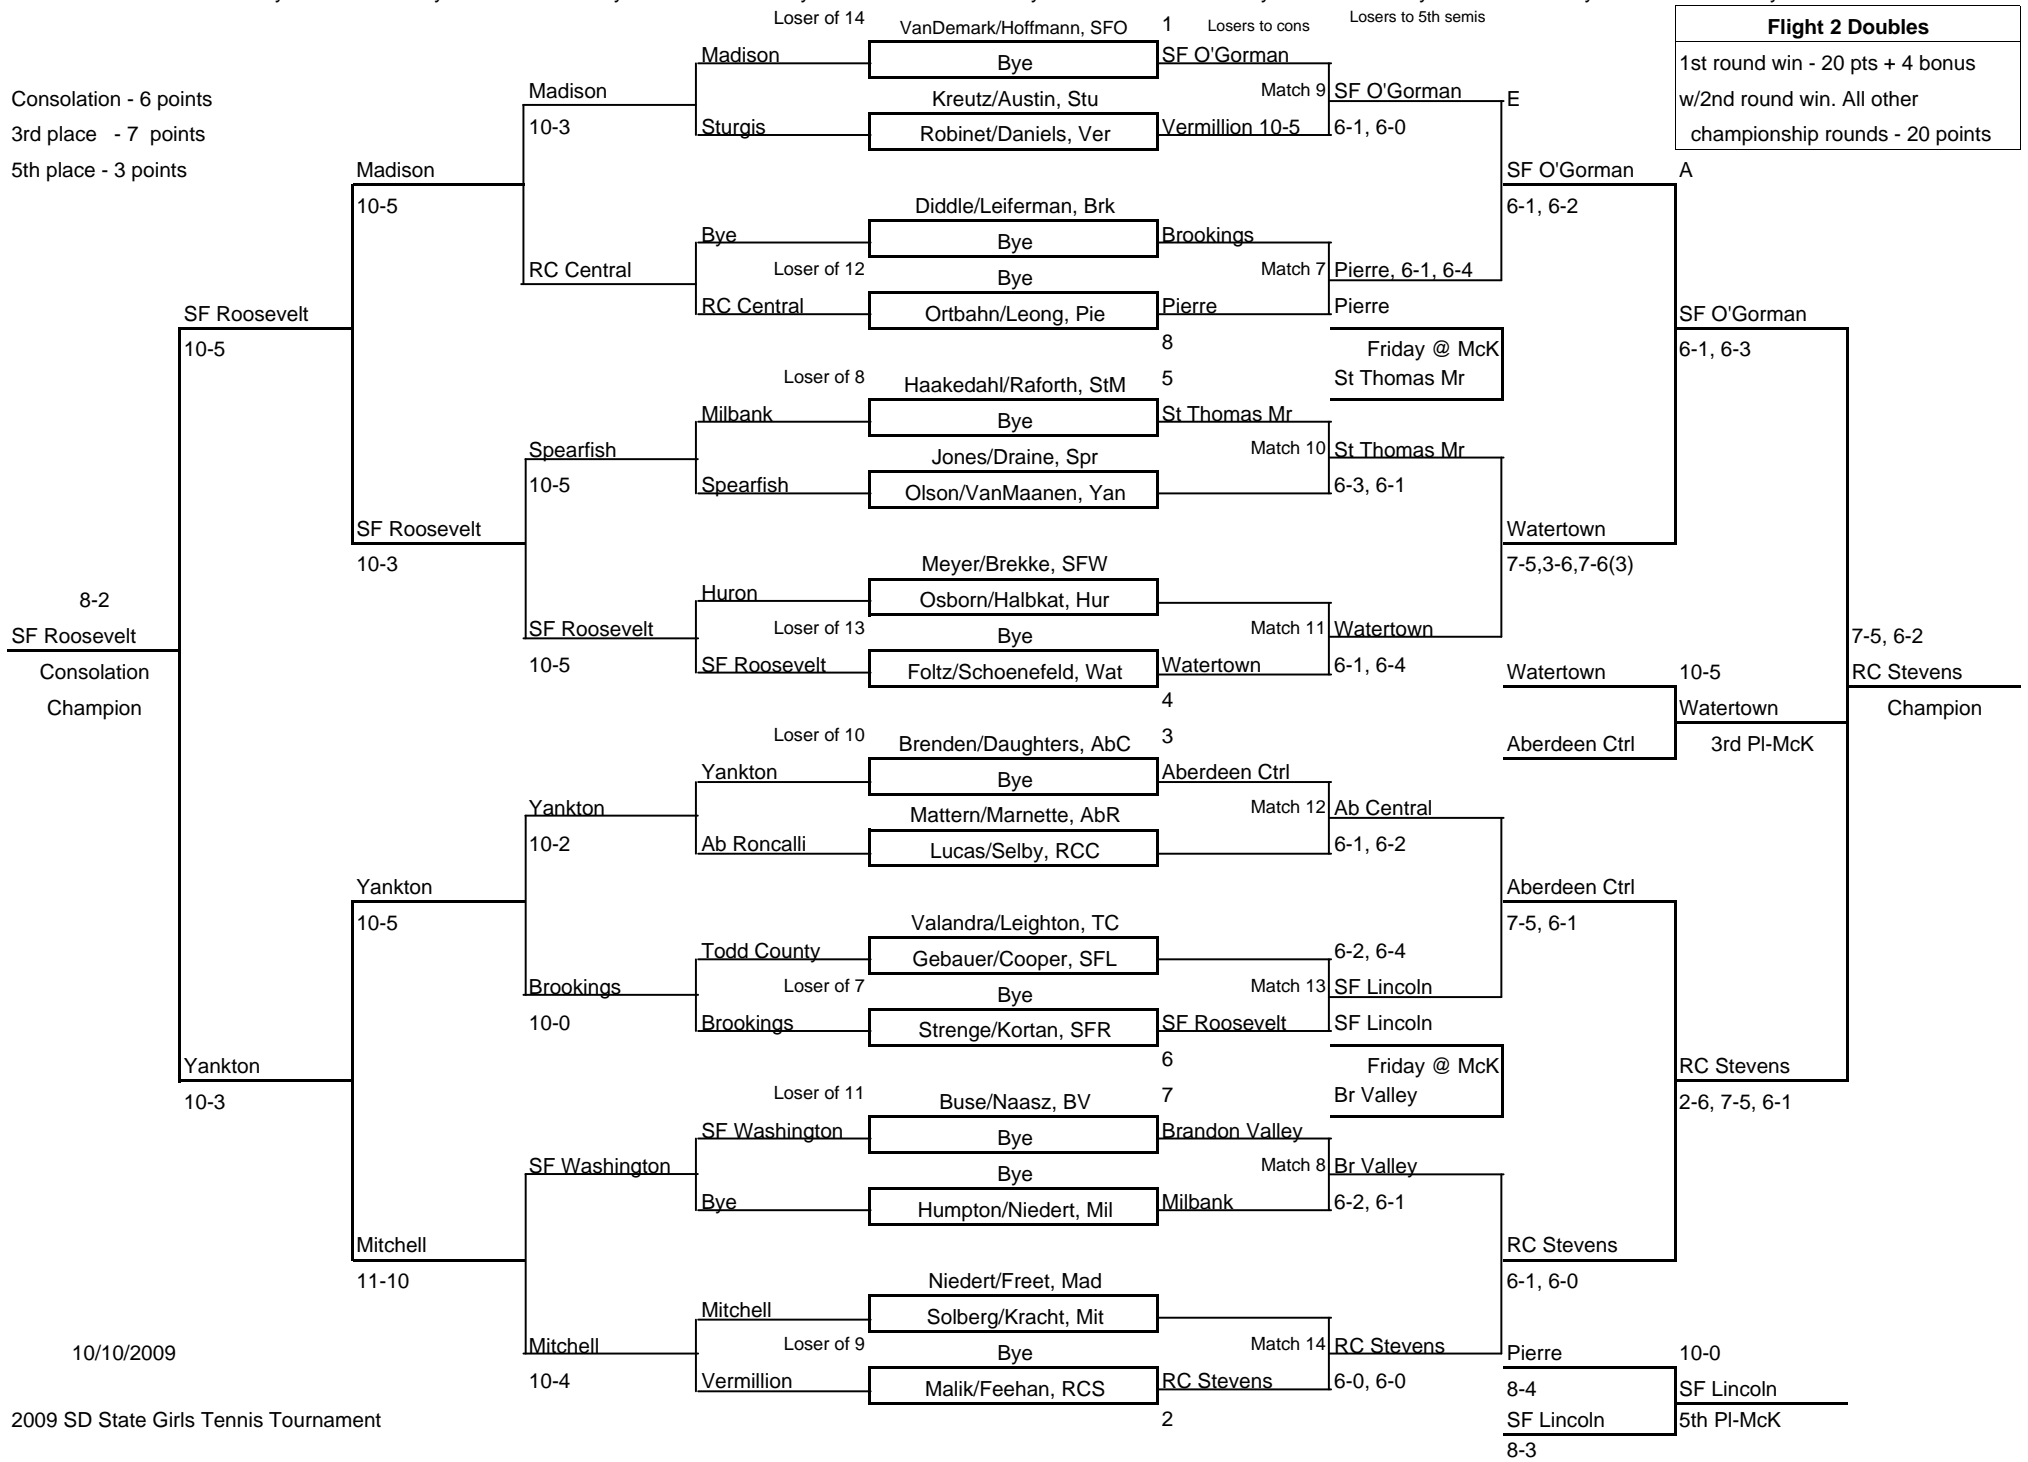 Loser of 14
VanDemark/Hoffmann, SFO
1
Losers to cons
Losers to 5th semis
Flight 2 Doubles
1st round win - 20 pts + 4 bonus
w/2nd round win. All other
championship rounds - 20 points
Consolation - 6 points
3rd place - 7 points
5th place - 3 points
8-2
SF Roosevelt
Consolation
Champion
10/10/2009
2009 SD State Girls Tennis Tournament
SF Roosevelt
10-5
Yankton
10-3
Madison
10-5
SF Roosevelt
10-3
Yankton
10-5
Mitchell
11-10
Madison
10-3
RC Central
Spearfish
10-5
SF Roosevelt
10-5
Yankton
10-2
Brookings
10-0
SF Washington
Mitchell
10-4
Madison
Sturgis
Bye
Loser of 12
RC Central
Loser of 8
Milbank
Spearfish
Huron
Loser of 13
SF Roosevelt
Loser of 10
Yankton
Ab Roncalli
Todd County
Loser of 7
Brookings
Loser of 11
SF Washington
Bye
Mitchell
Loser of 9
Vermillion
Bye
Kreutz/Austin, Stu
Robinet/Daniels, Ver
Diddle/Leiferman, Brk
Bye
Bye
Ortbahn/Leong, Pie
Haakedahl/Raforth, StM
Bye
Jones/Draine, Spr
Olson/VanMaanen, Yan
Meyer/Brekke, SFW
Osborn/Halbkat, Hur
Bye
Foltz/Schoenefeld, Wat
Brenden/Daughters, AbC
Bye
Mattern/Marnette, AbR
Lucas/Selby, RCC
Valandra/Leighton, TC
Gebauer/Cooper, SFL
Bye
Strenge/Kortan, SFR
Buse/Naasz, BV
Bye
Bye
Humpton/Niedert, Mil
Niedert/Freet, Mad
Solberg/Kracht, Mit
Bye
Malik/Feehan, RCS
SF O'Gorman
Match 9
Vermillion 10-5
Brookings
Match 7
Pierre
8
5
St Thomas Mr
Match 10
Match 11
Watertown
4
3
Aberdeen Ctrl
Match 12
Match 13
SF Roosevelt
6
7
Brandon Valley
Match 8
Milbank
Match 14
RC Stevens
2
SF O'Gorman
6-1, 6-0
Pierre, 6-1, 6-4
Pierre
Friday @ McK
St Thomas Mr
St Thomas Mr
6-3, 6-1
Watertown
6-1, 6-4
Ab Central
6-1, 6-2
6-2, 6-4
SF Lincoln
SF Lincoln
Friday @ McK
Br Valley
Br Valley
6-2, 6-1
RC Stevens
6-0, 6-0
E
SF O'Gorman
6-1, 6-2
Watertown
7-5,3-6,7-6(3)
Watertown
Aberdeen Ctrl
Aberdeen Ctrl
7-5, 6-1
RC Stevens
6-1, 6-0
Pierre
8-4
SF Lincoln
8-3
A
SF O'Gorman
6-1, 6-3
10-5
Watertown
3rd Pl-McK
RC Stevens
2-6, 7-5, 6-1
10-0
SF Lincoln
5th Pl-McK
7-5, 6-2
RC Stevens
Champion